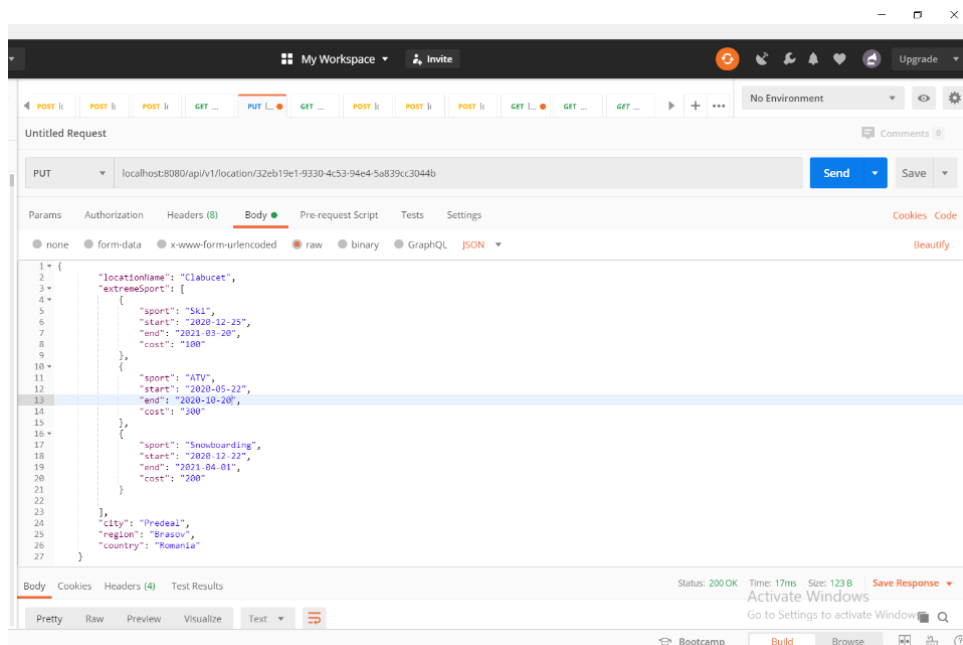 My Workspace Invite Upgrade
POST POST POST GET ... PUT [... GET ... POST POST POST GET [... GET ... GET ... + ... No Environment
Untitled Request Comments 0
PUT localhost:8080/api/v1/location/32eb19e1-9330-4c53-94e4-5a839cc3044b Send Save
Params Authorization Headers (8) Body Pre-request Script Tests Settings Cookies Code
none form-data x-www-form-urlencoded raw binary GraphQL JSON Beautify
1 {
2 "locationName": "Clabucet",
3 "extremeSport": [
4 {
5 "sport": "Ski",
6 "start": "2020-12-25",
7 "end": "2021-03-20",
8 "cost": "100"
9 },
10 {
11 "sport": "ATV",
12 "start": "2020-05-22",
13 "end": "2020-10-20",
14 "cost": "300"
15 },
16 {
17 "sport": "Snowboarding",
18 "start": "2020-12-22",
19 "end": "2021-04-01",
20 "cost": "200"
21 }
22
23 ],
24 "city": "Predeal",
25 "region": "Brasov",
26 "country": "Romania"
27 }
Body Cookies Headers (4) Test Results Status: 200 OK Time: 17ms Size: 123 B Save Response
Activate Windows
Go to Settings to activate Windows
Pretty Raw Preview Visualize Text
Bootcamp Build Browse